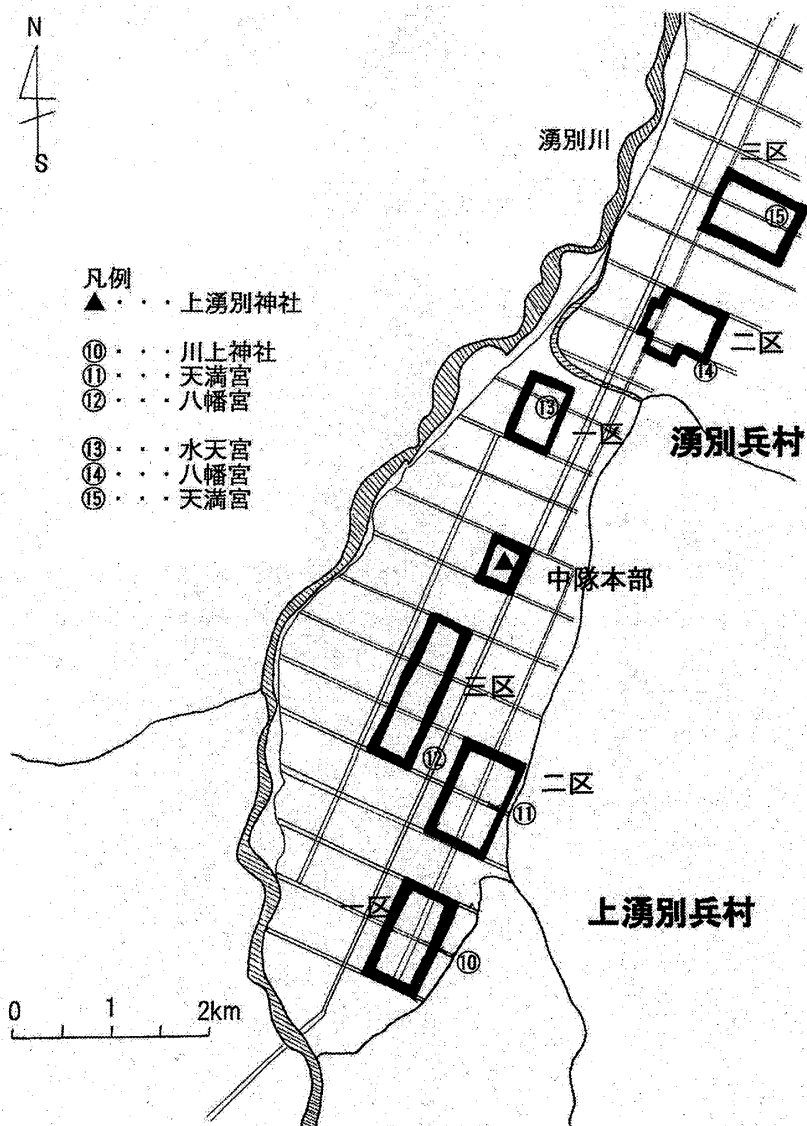 N
S
湧別川
三区
⑮
凡例
▲・・・上湧別神社
⑩・・・川上神社
⑪・・・天満宮
⑫・・・八幡宮
⑬・・・水天宮
⑭・・・八幡宮
⑮・・・天満宮
二区
⑭
⑬
一区
湧別兵村
▲
中隊本部
三区
⑫
二区
⑪
一区
上湧別兵村
⑩
0 1 2km